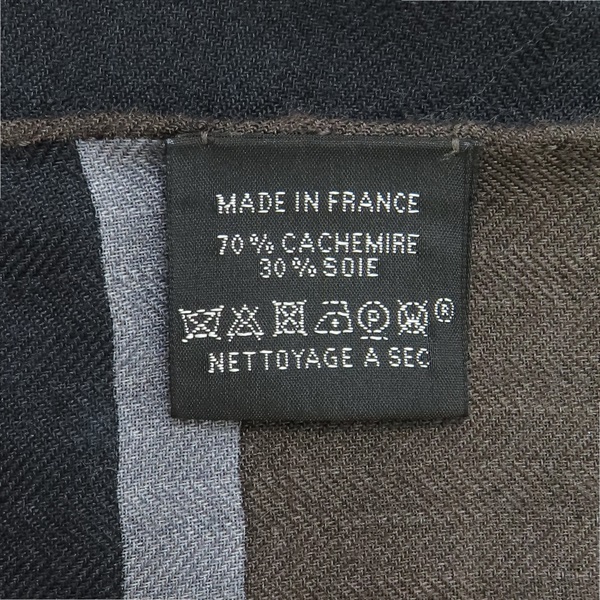 MADE IN FRANCE
70 % CACHEMIRE
30 % SOIE
P W ®
NETTOYAGE A SEC